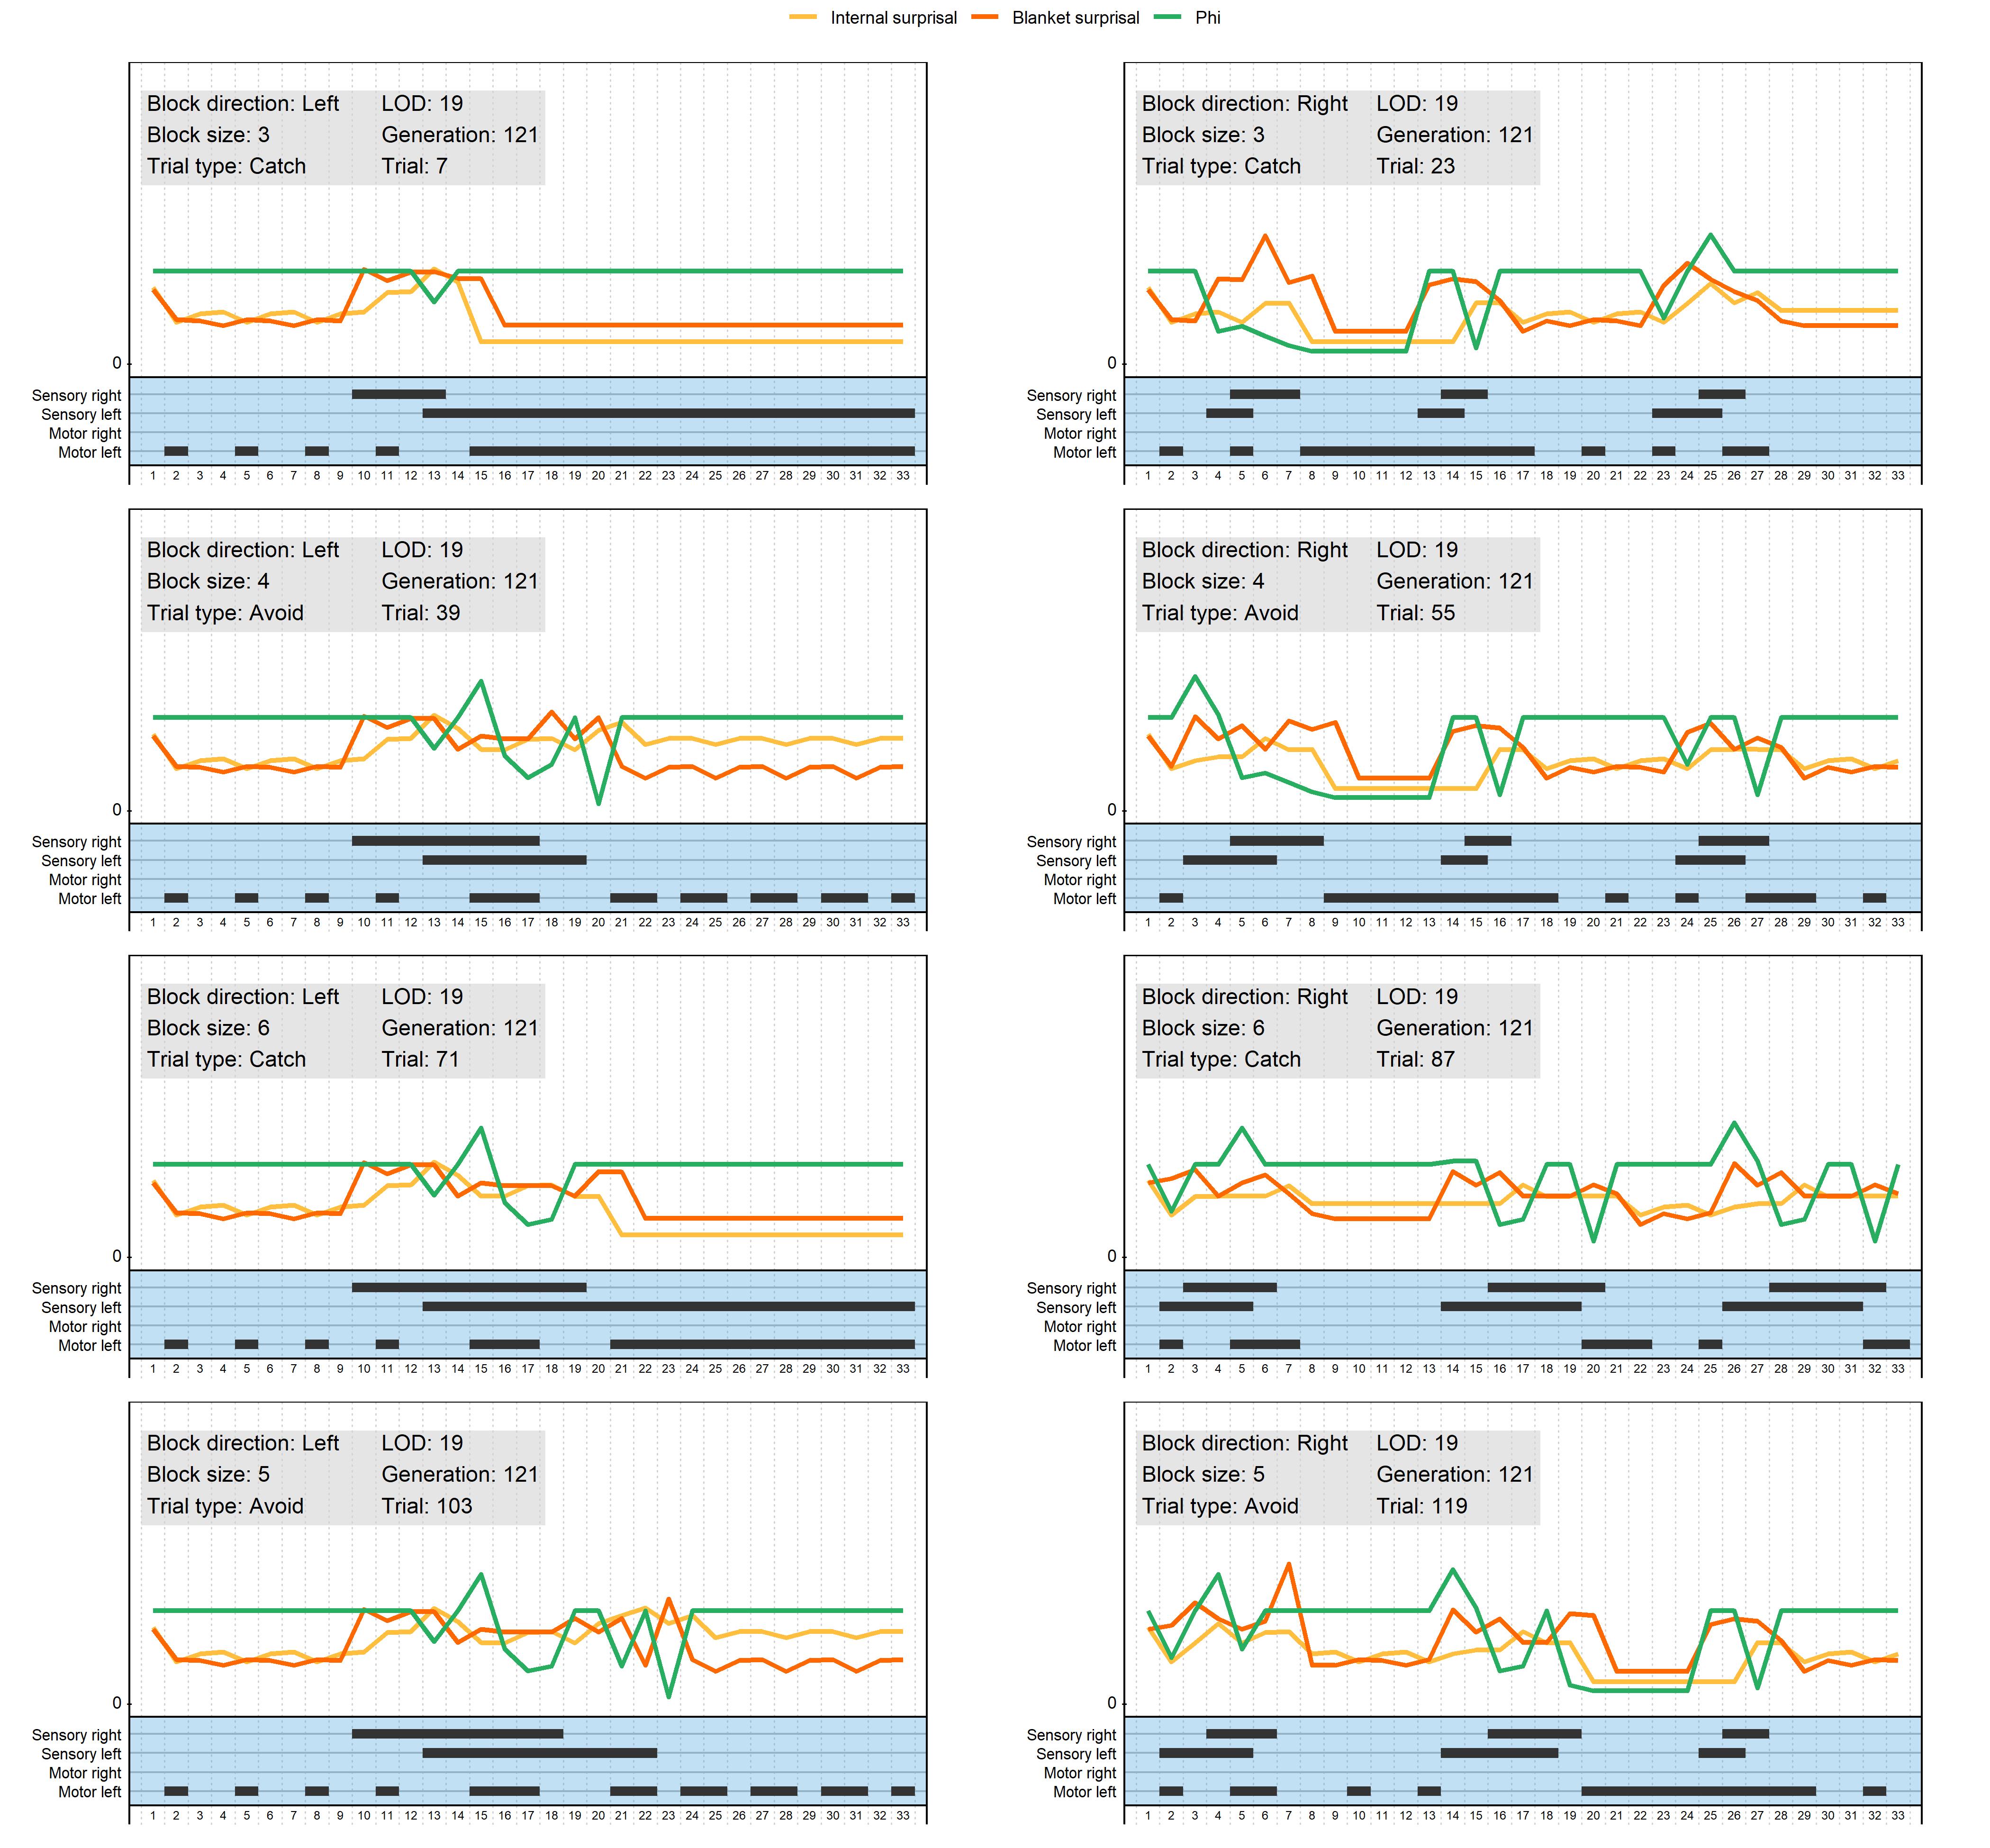 Internal surprisal Blanket surprisal Phi
Block direction: Left LOD: 19
Block size: 3 Generation: 121
Trial type: Catch Trial: 7
0
Sensory right
Sensory left
Motor right
Motor left
1 2 3 4 5 6 7 8 9 10 11 12 13 14 15 16 17 18 19 20 21 22 23 24 25 26 27 28 29 30 31 32 33
Block direction: Right LOD: 19
Block size: 3 Generation: 121
Trial type: Catch Trial: 23
0
Sensory right
Sensory left
Motor right
Motor left
1 2 3 4 5 6 7 8 9 10 11 12 13 14 15 16 17 18 19 20 21 22 23 24 25 26 27 28 29 30 31 32 33
Block direction: Left LOD: 19
Block size: 4 Generation: 121
Trial type: Avoid Trial: 39
0
Sensory right
Sensory left
Motor right
Motor left
1 2 3 4 5 6 7 8 9 10 11 12 13 14 15 16 17 18 19 20 21 22 23 24 25 26 27 28 29 30 31 32 33
Block direction: Right LOD: 19
Block size: 4 Generation: 121
Trial type: Avoid Trial: 55
0
Sensory right
Sensory left
Motor right
Motor left
1 2 3 4 5 6 7 8 9 10 11 12 13 14 15 16 17 18 19 20 21 22 23 24 25 26 27 28 29 30 31 32 33
Block direction: Left LOD: 19
Block size: 6 Generation: 121
Trial type: Catch Trial: 71
0
Sensory right
Sensory left
Motor right
Motor left
1 2 3 4 5 6 7 8 9 10 11 12 13 14 15 16 17 18 19 20 21 22 23 24 25 26 27 28 29 30 31 32 33
Block direction: Right LOD: 19
Block size: 6 Generation: 121
Trial type: Catch Trial: 87
0
Sensory right
Sensory left
Motor right
Motor left
1 2 3 4 5 6 7 8 9 10 11 12 13 14 15 16 17 18 19 20 21 22 23 24 25 26 27 28 29 30 31 32 33
Block direction: Left LOD: 19
Block size: 5 Generation: 121
Trial type: Avoid Trial: 103
0
Sensory right
Sensory left
Motor right
Motor left
1 2 3 4 5 6 7 8 9 10 11 12 13 14 15 16 17 18 19 20 21 22 23 24 25 26 27 28 29 30 31 32 33
Block direction: Right LOD: 19
Block size: 5 Generation: 121
Trial type: Avoid Trial: 119
0
Sensory right
Sensory left
Motor right
Motor left
1 2 3 4 5 6 7 8 9 10 11 12 13 14 15 16 17 18 19 20 21 22 23 24 25 26 27 28 29 30 31 32 33